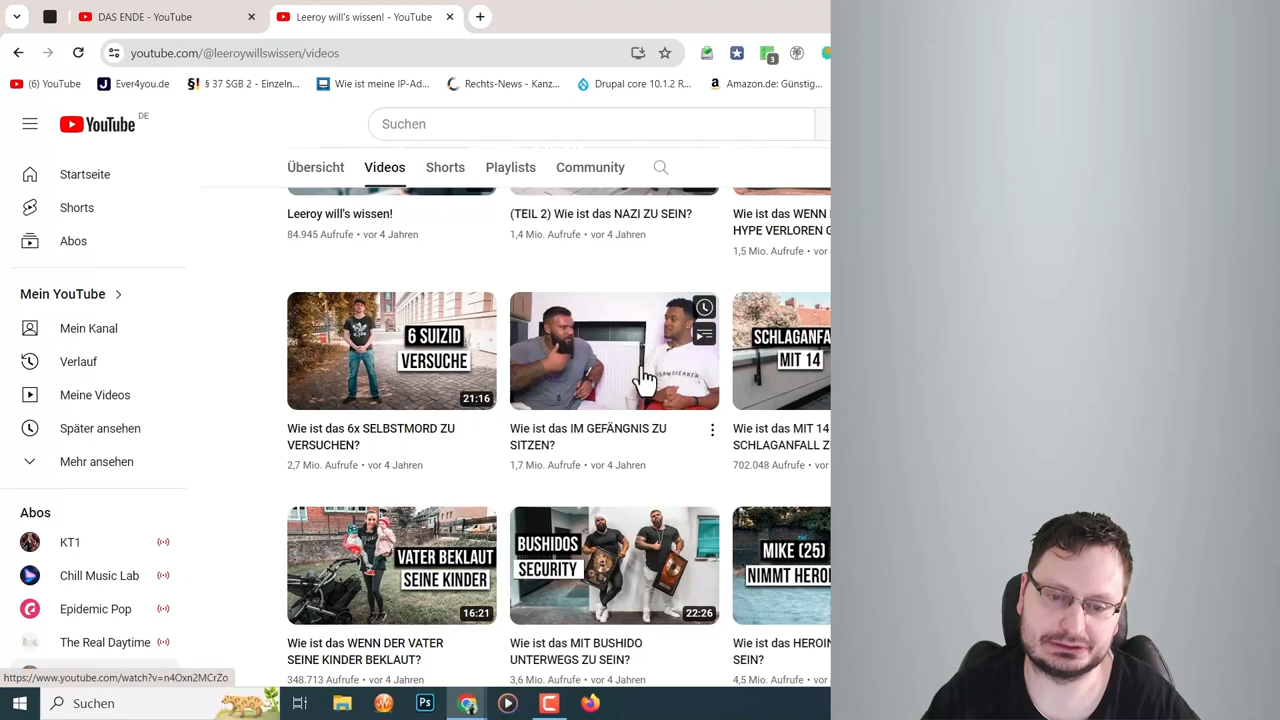 DAS ENDE - YouTube
Leeroy will's wissen! - YouTube
youtube.com/@leeroywillswissen/videos
3
(6) YouTube
Ever4you.de
§ 37 SGB 2 - Einzeln...
Wie ist meine IP-Ad...
Rechts-News - Kanz...
Drupal core 10.1.2 R...
Amazon.de: Günstig...
YouTube DE
Suchen
Startseite
Shorts
Abos
Mein YouTube
Mein Kanal
Verlauf
Meine Videos
Später ansehen
Mehr ansehen
Abos
KT1
Chill Music Lab
Epidemic Pop
The Real Daytime
Übersicht
Videos
Shorts
Playlists
Community
Leeroy will's wissen!
84.945 Aufrufe • vor 4 Jahren
(TEIL 2) Wie ist das NAZI ZU SEIN?
1,4 Mio. Aufrufe • vor 4 Jahren
Wie ist das WENN
HYPE VERLOREN
1,5 Mio. Aufrufe • vor
6 SUIZID
VERSUCHE
21:16
Wie ist das 6x SELBSTMORD ZU
VERSUCHEN?
2,7 Mio. Aufrufe • vor 4 Jahren
Wie ist das IM GEFÄNGNIS ZU
SITZEN?
1,7 Mio. Aufrufe • vor 4 Jahren
SCHLAGANFA
MIT 14
Wie ist das MIT 14
SCHLAGANFALL
702.048 Aufrufe • vor
VATER BEKLAUT
SEINE KINDER
16:21
Wie ist das WENN DER VATER
SEINE KINDER BEKLAUT?
348.713 Aufrufe • vor 4 Jahren
BUSHIDOS
SECURITY
22:26
Wie ist das MIT BUSHIDO
UNTERWEGS ZU SEIN?
3,6 Mio. Aufrufe • vor 4 Jahren
MIKE (25)
NIMMT HERO
Wie ist das HEROIN
SEIN?
4,5 Mio. Aufrufe • vor
https://www.youtube.com/watch?v=n4Oxn2MCrZo
Suchen
Ps